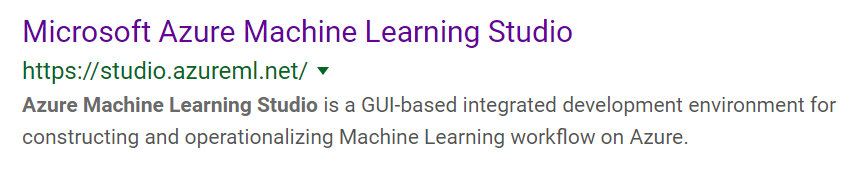 Microsoft Azure Machine Learning Studio
https://studio.azureml.net/
Azure Machine Learning Studio is a GUI-based integrated development environment for
constructing and operationalizing Machine Learning workflow on Azure.